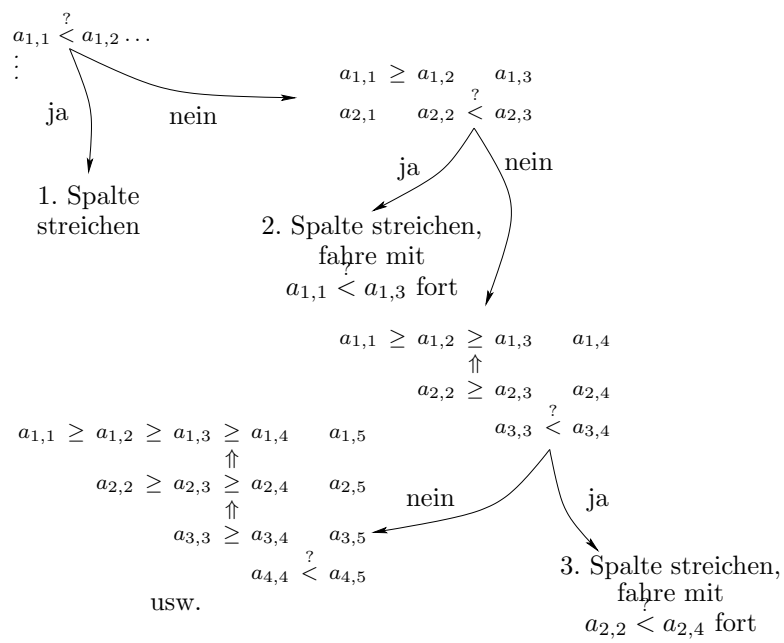 a_{1,1} <^? a_{1,2} …
⋮
ja
nein
1. Spalte
streichen
a_{1,1} ≥ a_{1,2} a_{1,3}
a_{2,1} a_{2,2} <^? a_{2,3}
ja
nein
2. Spalte streichen,
fahre mit
a_{1,1} <^? a_{1,3} fort
a_{1,1} ≥ a_{1,2} ≥ a_{1,3} a_{1,4}
⇑
a_{2,2} ≥ a_{2,3} a_{2,4}
a_{3,3} <^? a_{3,4}
nein
ja
3. Spalte streichen,
fahre mit
a_{2,2} <^? a_{2,4} fort
a_{1,1} ≥ a_{1,2} ≥ a_{1,3} ≥ a_{1,4} a_{1,5}
⇑
a_{2,2} ≥ a_{2,3} ≥ a_{2,4} a_{2,5}
⇑
a_{3,3} ≥ a_{3,4} a_{3,5}
a_{4,4} <^? a_{4,5}
usw.